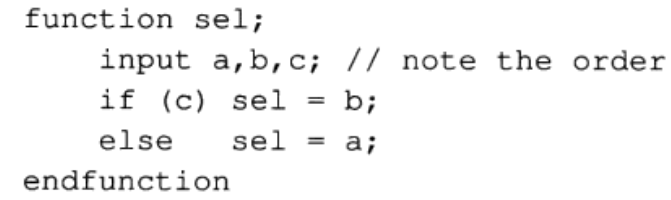 function sel;
    input a,b,c; // note the order
    if (c) sel = b;
    else   sel = a;
endfunction